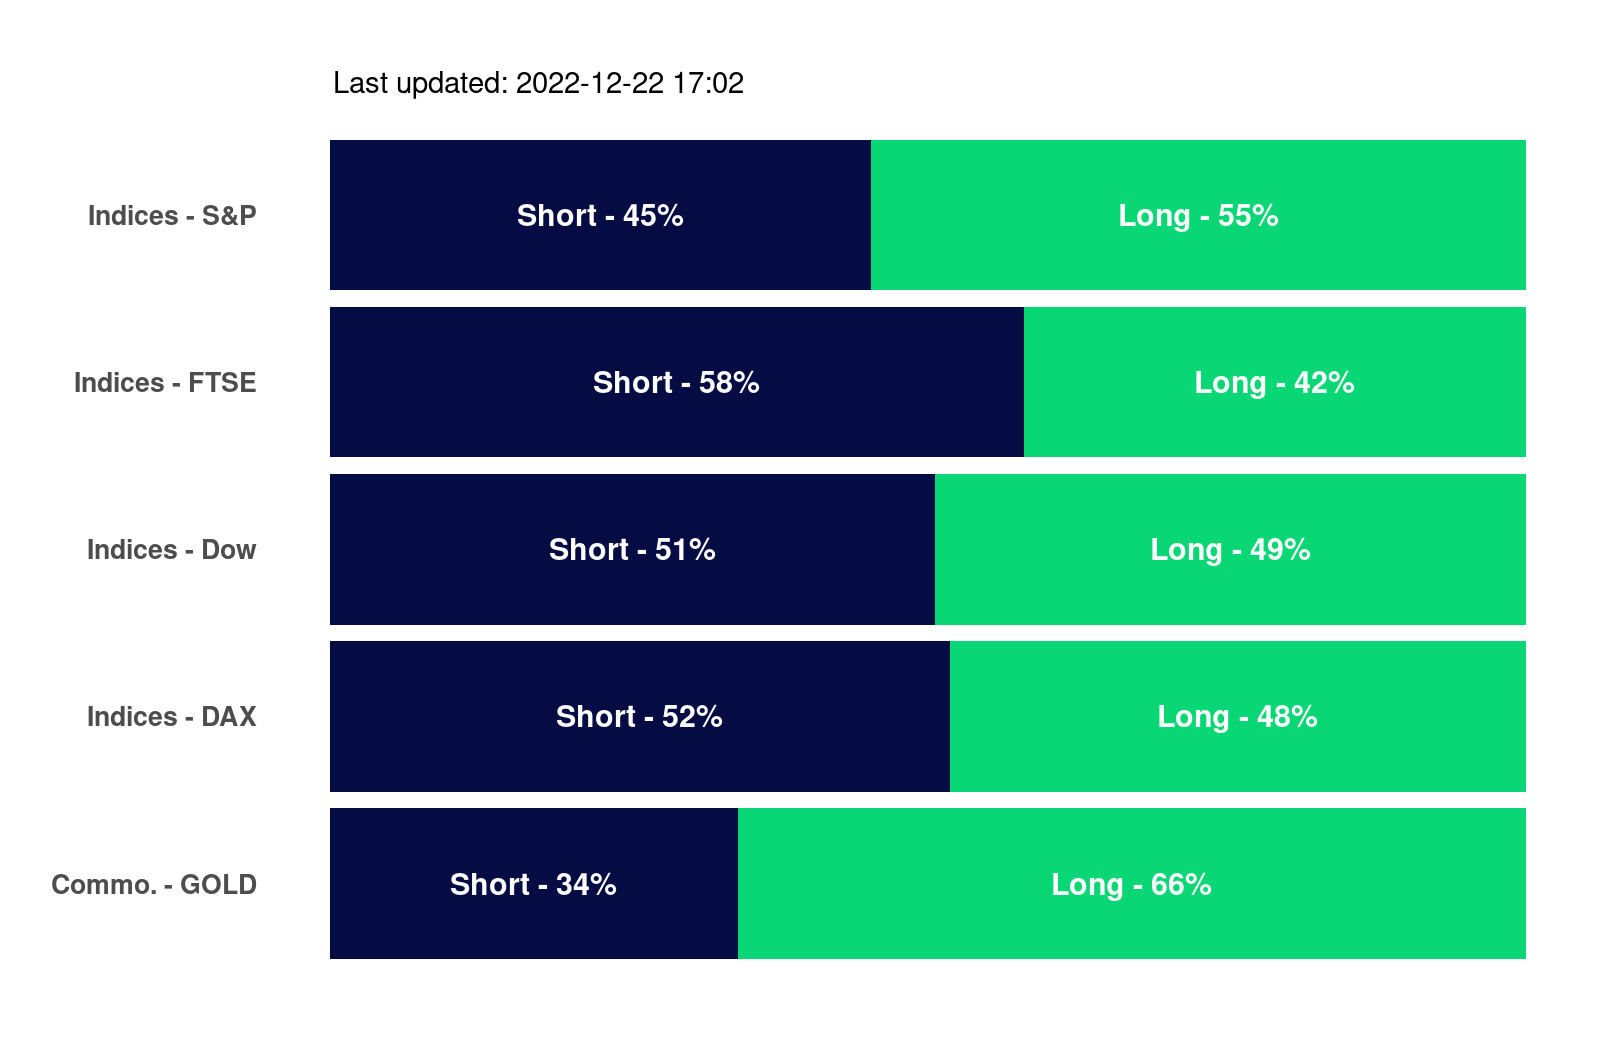 Last updated: 2022-12-22 17:02
Indices - S&P
Short - 45%
Long - 55%
Indices - FTSE
Short - 58%
Long - 42%
Indices - Dow
Short - 51%
Long - 49%
Indices - DAX
Short - 52%
Long - 48%
Commo. - GOLD
Short - 34%
Long - 66%